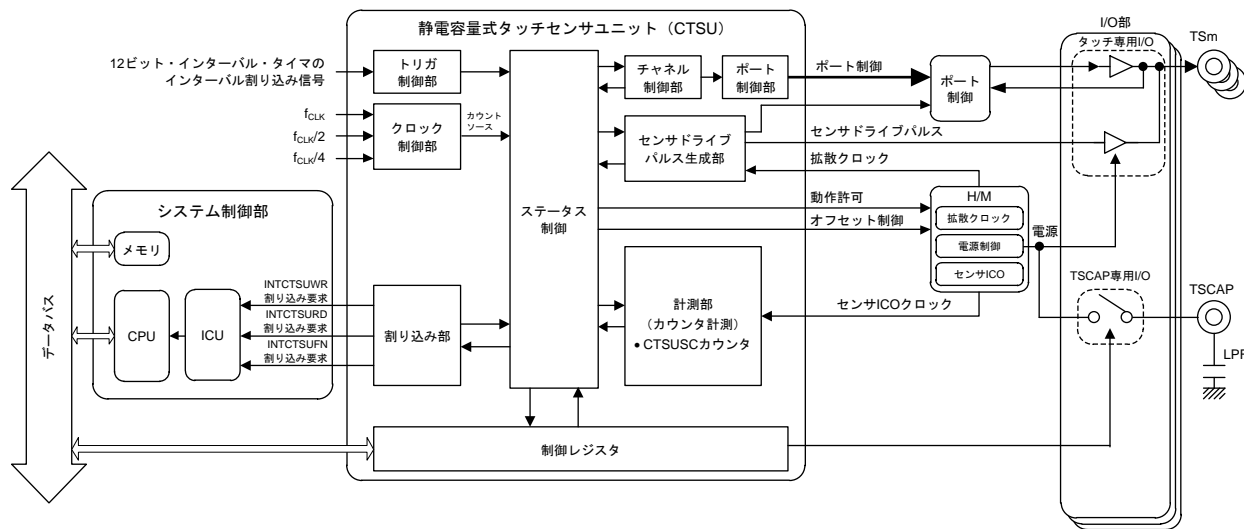 静電容量式タッチセンサユニット（CTSU）
I/O部
TSm
タッチ専用I/O
12ビット・インターバル・タイマの
インターバル割り込み信号
トリガ
制御部
チャネル
制御部
ポート
制御部
ポート制御
ポート
制御
fCLK
fCLK/2
fCLK/4
クロック
制御部
カウント
ソース
センサドライブ
パルス生成部
センサドライブパルス
拡散クロック
ステータス
制御
動作許可
オフセット制御
H/M
拡散クロック
電源制御
センサICO
電源
システム制御部
メモリ
データバス
CPU
ICU
INTCTSUWR
割り込み要求
INTCTSURD
割り込み要求
INTCTSUFN
割り込み要求
割り込み部
計測部
（カウンタ計測）
● CTSUSCカウンタ
センサICOクロック
TSCAP専用I/O
TSCAP
LPF
制御レジスタ